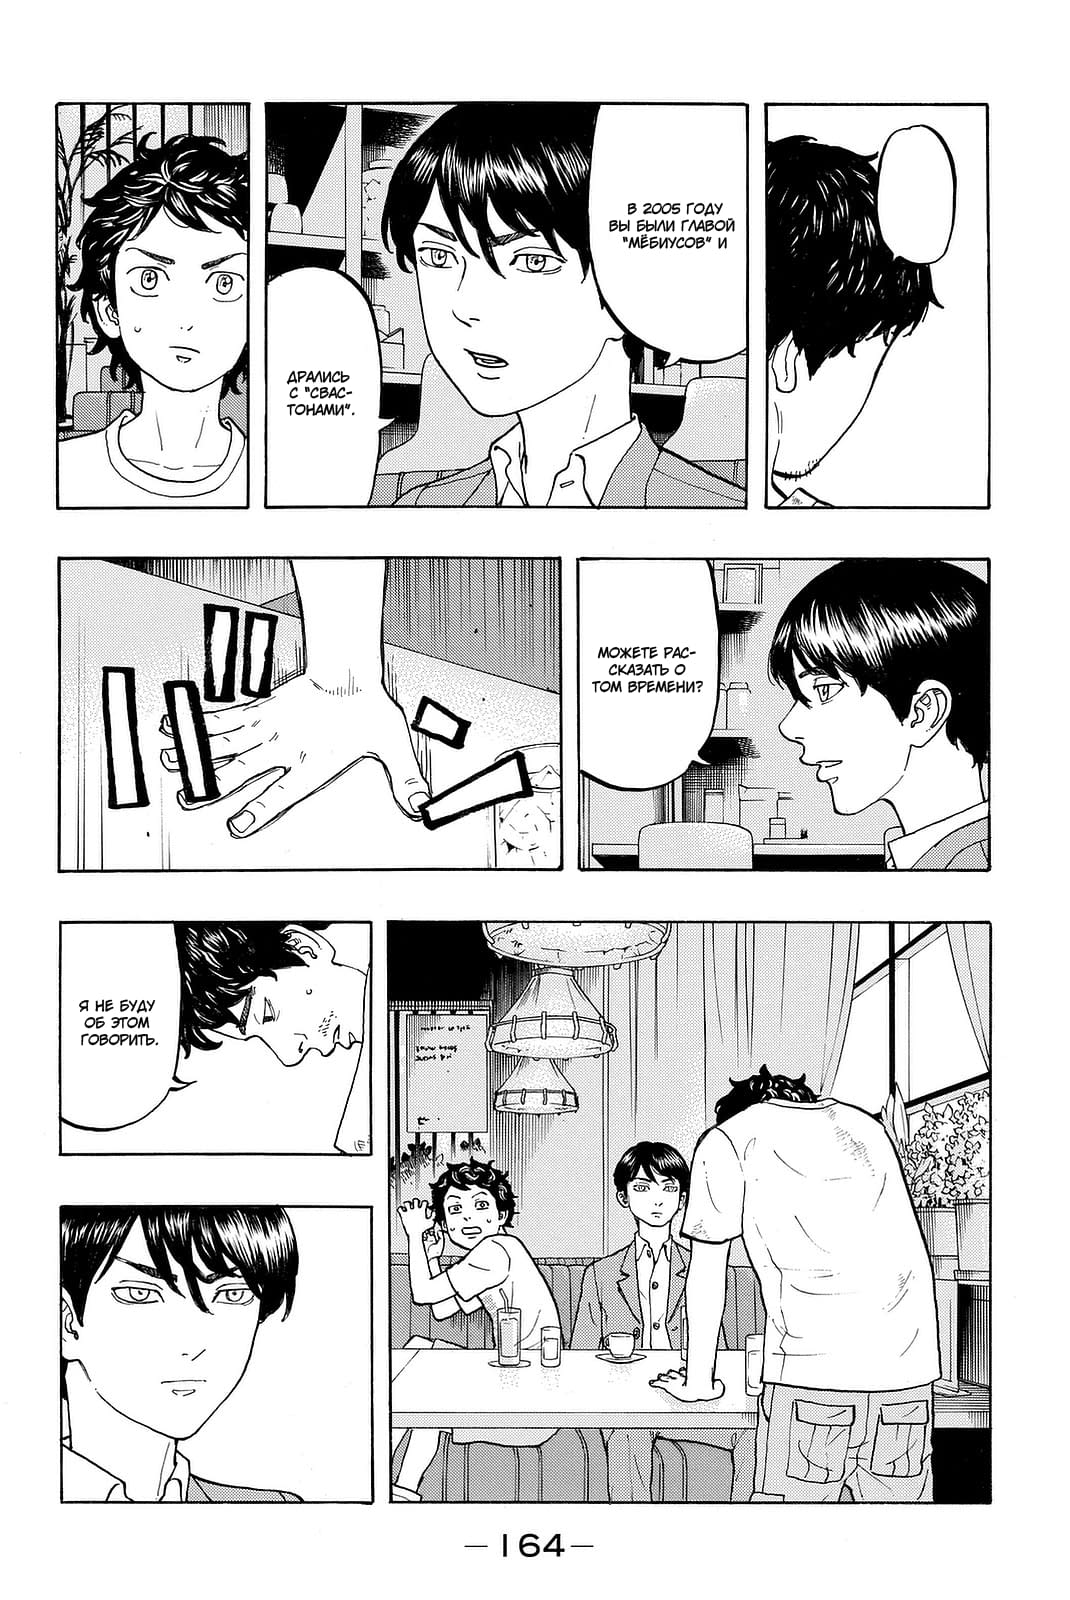 В 2005 ГОДУ
ВЫ БЫЛИ ГЛАВОЙ
"МЁБИУСОВ" И
ДРАЛИСЬ
С "СВАС-
ТОНАМИ".
МОЖЕТЕ РАС-
СКАЗАТЬ О
ТОМ ВРЕМЕНИ?
Я НЕ БУДУ
ОБ ЭТОМ
ГОВОРИТЬ.
—164—